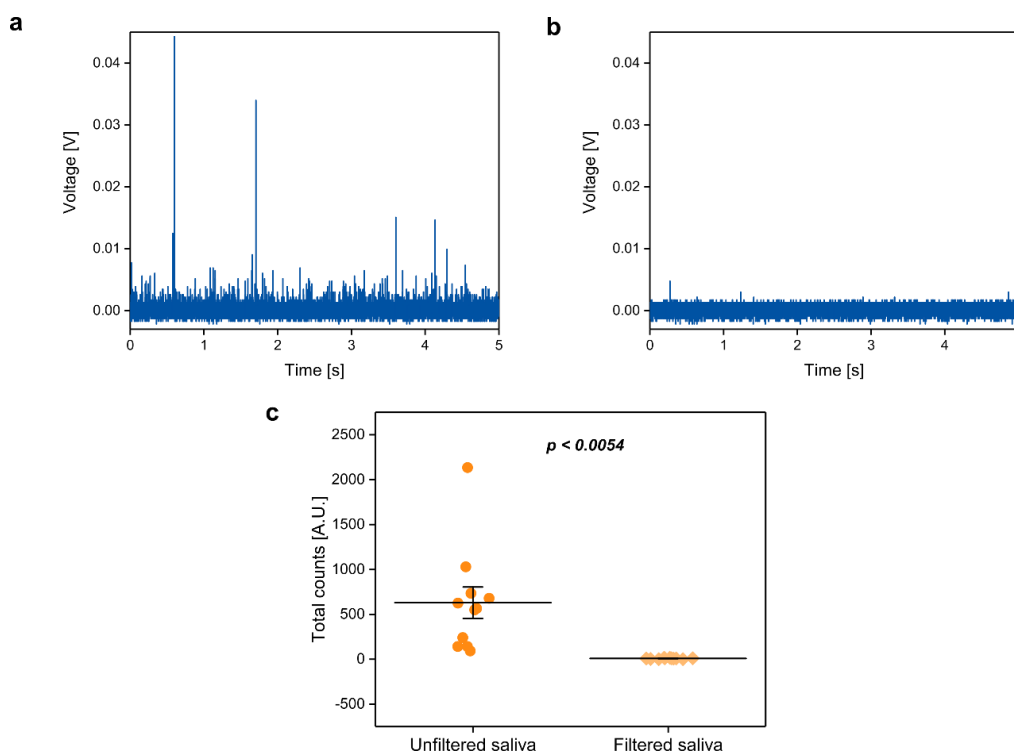 a
0.04
0.03
0.02
0.01
0.00
Voltage [V]
0 1 2 3 4 5
Time [s]
b
0.04
0.03
0.02
0.01
0.00
Voltage [V]
0 1 2 3 4
Time [s]
c
2500
2000
1500
1000
500
0
-500
Total counts [A.U.]
p < 0.0054
Unfiltered saliva Filtered saliva